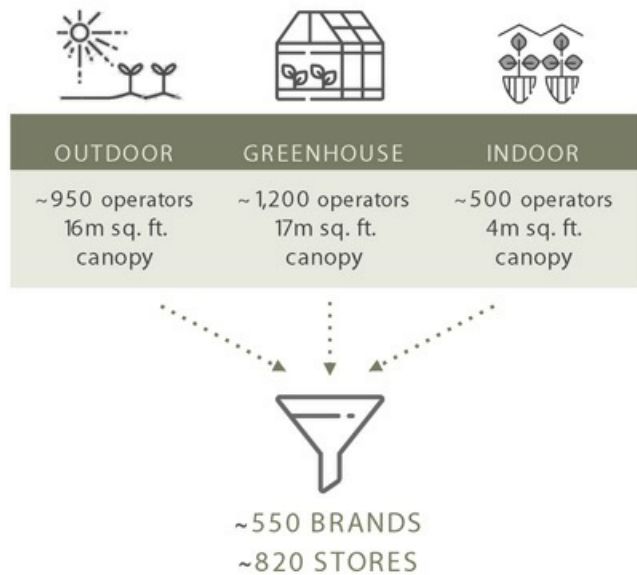 OUTDOOR
~950 operators
16m sq. ft.
canopy
GREENHOUSE
~1,200 operators
17m sq. ft.
canopy
INDOOR
~500 operators
4m sq. ft.
canopy
~550 BRANDS
~820 STORES